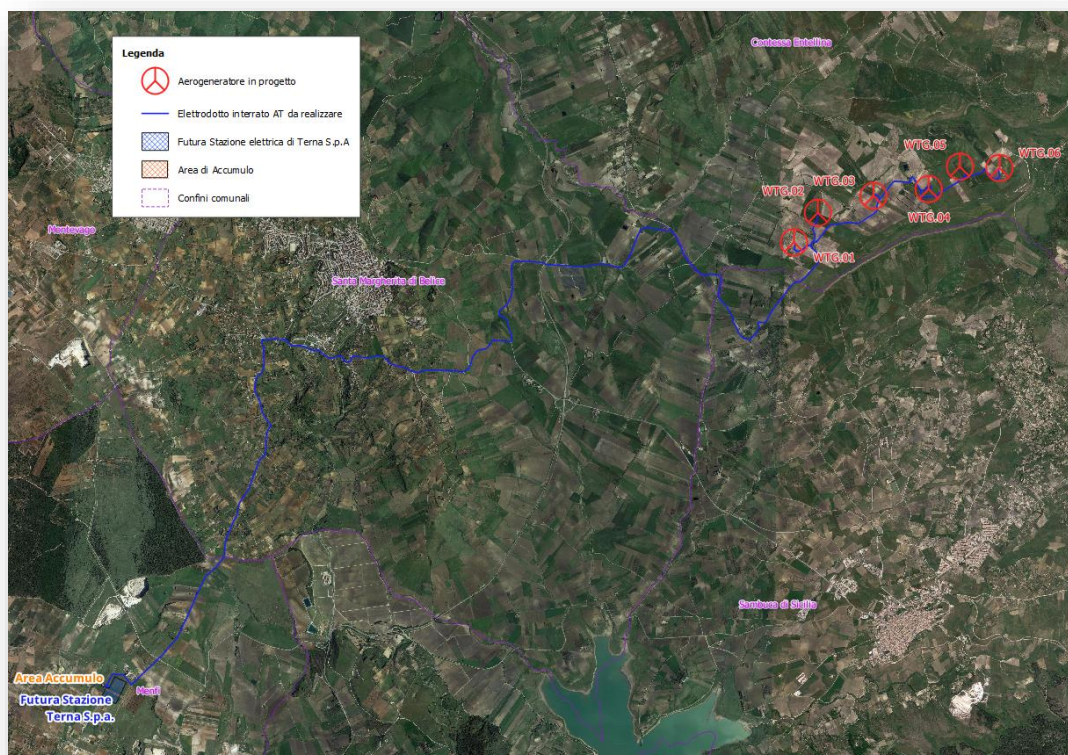 Legenda
Aerogeneratore in progetto
Elettrodotto interrato AT da realizzare
Futura Stazione elettrica di Terna S.p.A
Area di Accumulo
Confini comunali
Contessa Entellina
WTG.05
WTG.06
WTG.03
WTG.02
WTG.04
WTG.01
Montevago
Santa Margherita di Belice
Sambuca di Sicilia
Area Accumulo
Menfi
Futura Stazione
Terna S.p.a.